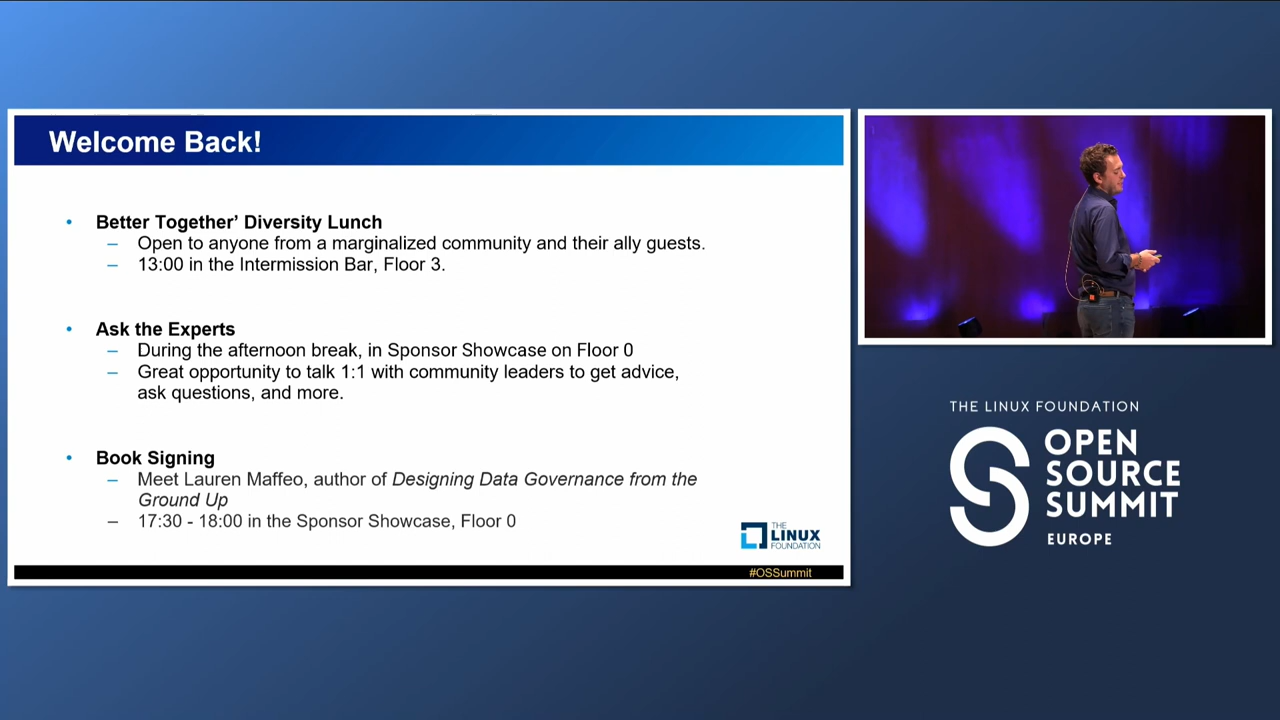 Welcome Back!
• Better Together’ Diversity Lunch
– Open to anyone from a marginalized community and their ally guests.
– 13:00 in the Intermission Bar, Floor 3.
• Ask the Experts
– During the afternoon break, in Sponsor Showcase on Floor 0
– Great opportunity to talk 1:1 with community leaders to get advice,
ask questions, and more.
• Book Signing
– Meet Lauren Maffeo, author of Designing Data Governance from the
Ground Up
– 17:30 - 18:00 in the Sponsor Showcase, Floor 0
THE
LINUX
FOUNDATION
#OSSummit
THE LINUX FOUNDATION
OPEN
SOURCE
SUMMIT
EUROPE